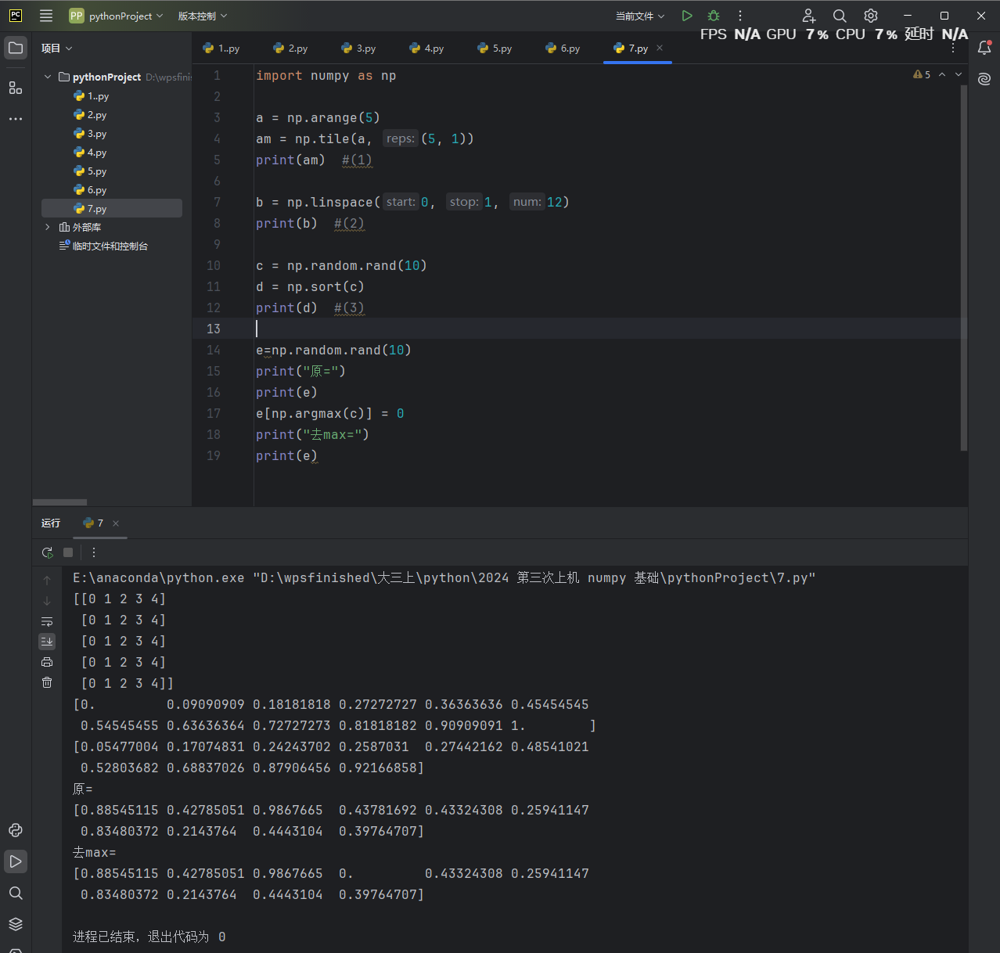 PC
PP pythonProject 版本控制 当前文件
FPS N/A GPU 7% CPU 7% 延时 N/A
项目
1..py 2.py 3.py 4.py 5.py 6.py 7.py
pythonProject D:\wpsfini
1..py
2.py
3.py
4.py
5.py
6.py
7.py
外部库
临时文件和控制台
5
1 import numpy as np
2
3 a = np.arange(5)
4 am = np.tile(a, reps: (5, 1))
5 print(am)  #(1)
6
7 b = np.linspace( start: 0, stop: 1, num: 12)
8 print(b)  #(2)
9
10 c = np.random.rand(10)
11 d = np.sort(c)
12 print(d)  #(3)
13
14 e=np.random.rand(10)
15 print("原=")
16 print(e)
17 e[np.argmax(c)] = 0
18 print("去max=")
19 print(e)
运行 7
E:\anaconda\python.exe "D:\wpsfinished\大三上\python\2024 第三次上机 numpy 基础\pythonProject\7.py"
[[0 1 2 3 4]
 [0 1 2 3 4]
 [0 1 2 3 4]
 [0 1 2 3 4]
 [0 1 2 3 4]]
[0.         0.09090909 0.18181818 0.27272727 0.36363636 0.45454545
 0.54545455 0.63636364 0.72727273 0.81818182 0.90909091 1.        ]
[0.05477004 0.17074831 0.24243702 0.2587031  0.27442162 0.48541021
 0.52803682 0.68837026 0.87906456 0.92166858]
原=
[0.88545115 0.42785051 0.9867665  0.43781692 0.43324308 0.25941147
 0.83480372 0.2143764  0.4443104  0.39764707]
去max=
[0.88545115 0.42785051 0.9867665  0.         0.43324308 0.25941147
 0.83480372 0.2143764  0.4443104  0.39764707]
进程已结束，退出代码为 0